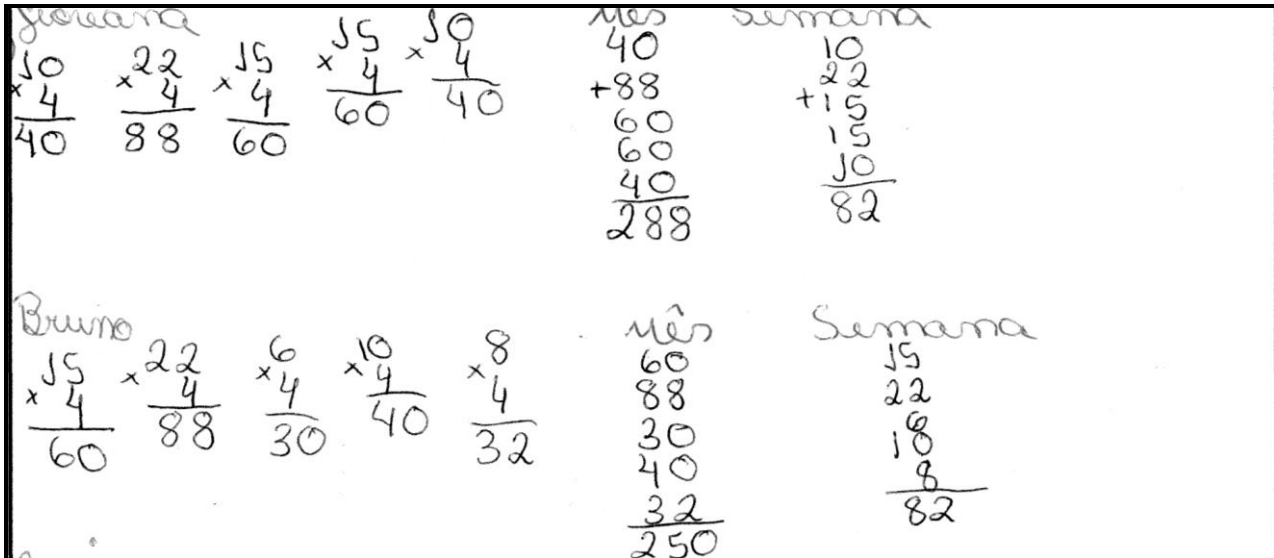 Mês Semana
10 22 15 15 10 40 10
× 4 × 4 × 4 × 4 × 4 +88 22
40 88 60 60 40 60 +15
60 15
40 10
288 82
Bruno Mês Semana
15 22 6 10 8 60 15
× 4 × 4 × 4 × 4 × 4 88 22
60 88 30 40 32 30 6
40 10
32 8
250 82